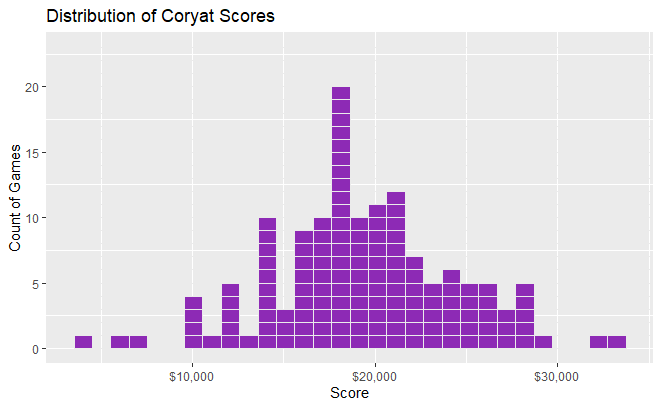 Distribution of Coryat Scores
20
15
10
5
0
Count of Games
$10,000 $20,000 $30,000
Score